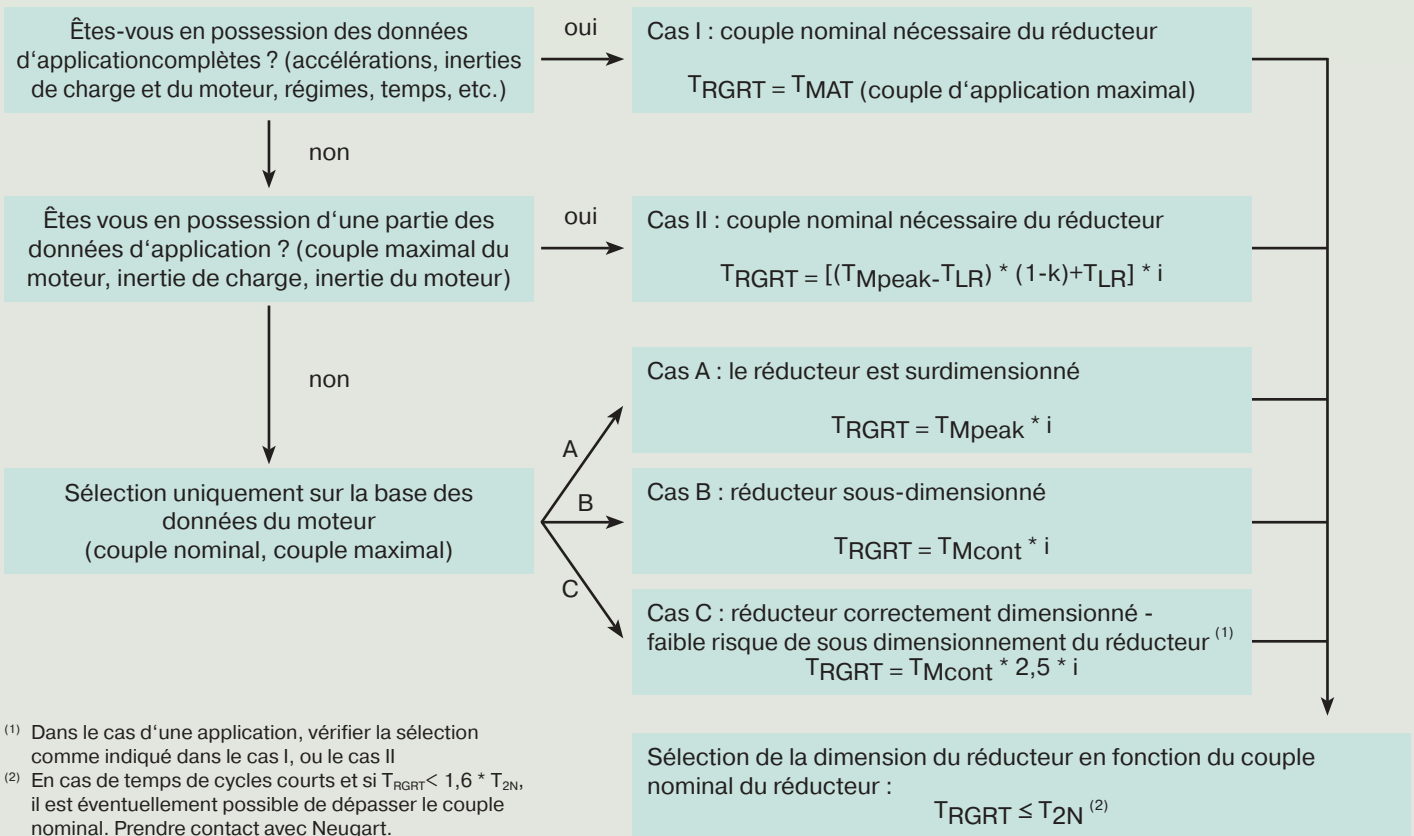 Êtes-vous en possession des données
d‘applicationcomplètes ? (accélérations, inerties
de charge et du moteur, régimes, temps, etc.)
oui
Cas I : couple nominal nécessaire du réducteur
TRGRT = TMAT (couple d‘application maximal)
non
Êtes vous en possession d‘une partie des
données d‘application ? (couple maximal du
moteur, inertie de charge, inertie du moteur)
oui
Cas II : couple nominal nécessaire du réducteur
TRGRT = [(TMpeak-TLR) * (1-k)+TLR] * i
non
Sélection uniquement sur la base des
données du moteur
(couple nominal, couple maximal)
A
Cas A : le réducteur est surdimensionné
TRGRT = TMpeak * i
B
Cas B : réducteur sous-dimensionné
TRGRT = TMcont * i
C
Cas C : réducteur correctement dimensionné -
faible risque de sous dimensionnement du réducteur (1)
TRGRT = TMcont * 2,5 * i
(1) Dans le cas d‘une application, vérifier la sélection
comme indiqué dans le cas I, ou le cas II
(2) En cas de temps de cycles courts et si TRGRT< 1,6 * T2N,
il est éventuellement possible de dépasser le couple
nominal. Prendre contact avec Neugart.
Sélection de la dimension du réducteur en fonction du couple
nominal du réducteur :
TRGRT ≤ T2N (2)